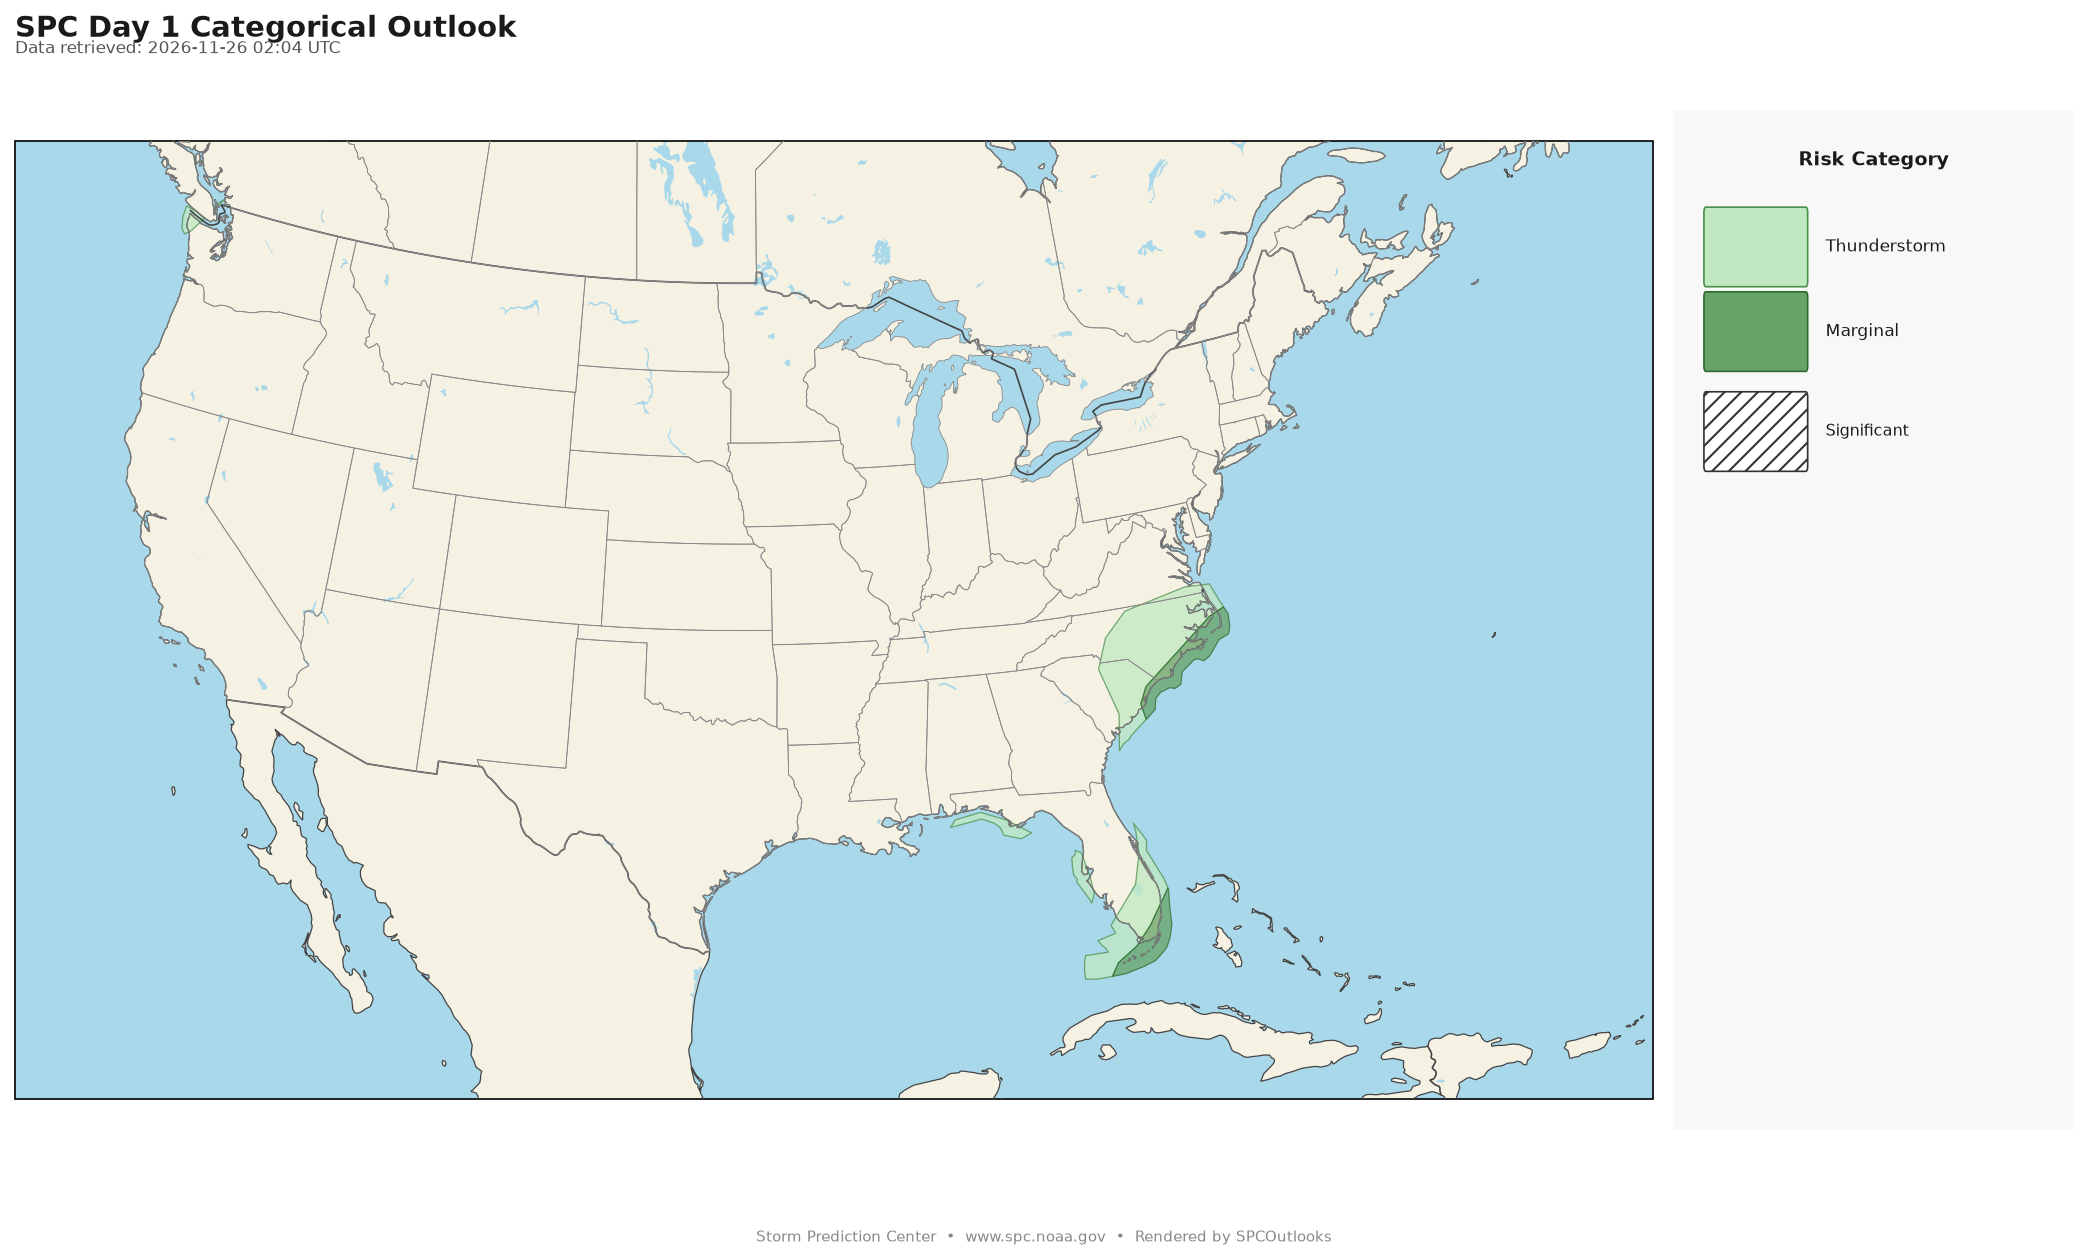 SPC Day 1 Categorical Outlook
Data retrieved: 2026-11-26 02:04 UTC
Risk Category
Thunderstorm
Marginal
Significant
Storm Prediction Center • www.spc.noaa.gov • Rendered by SPCOutlooks